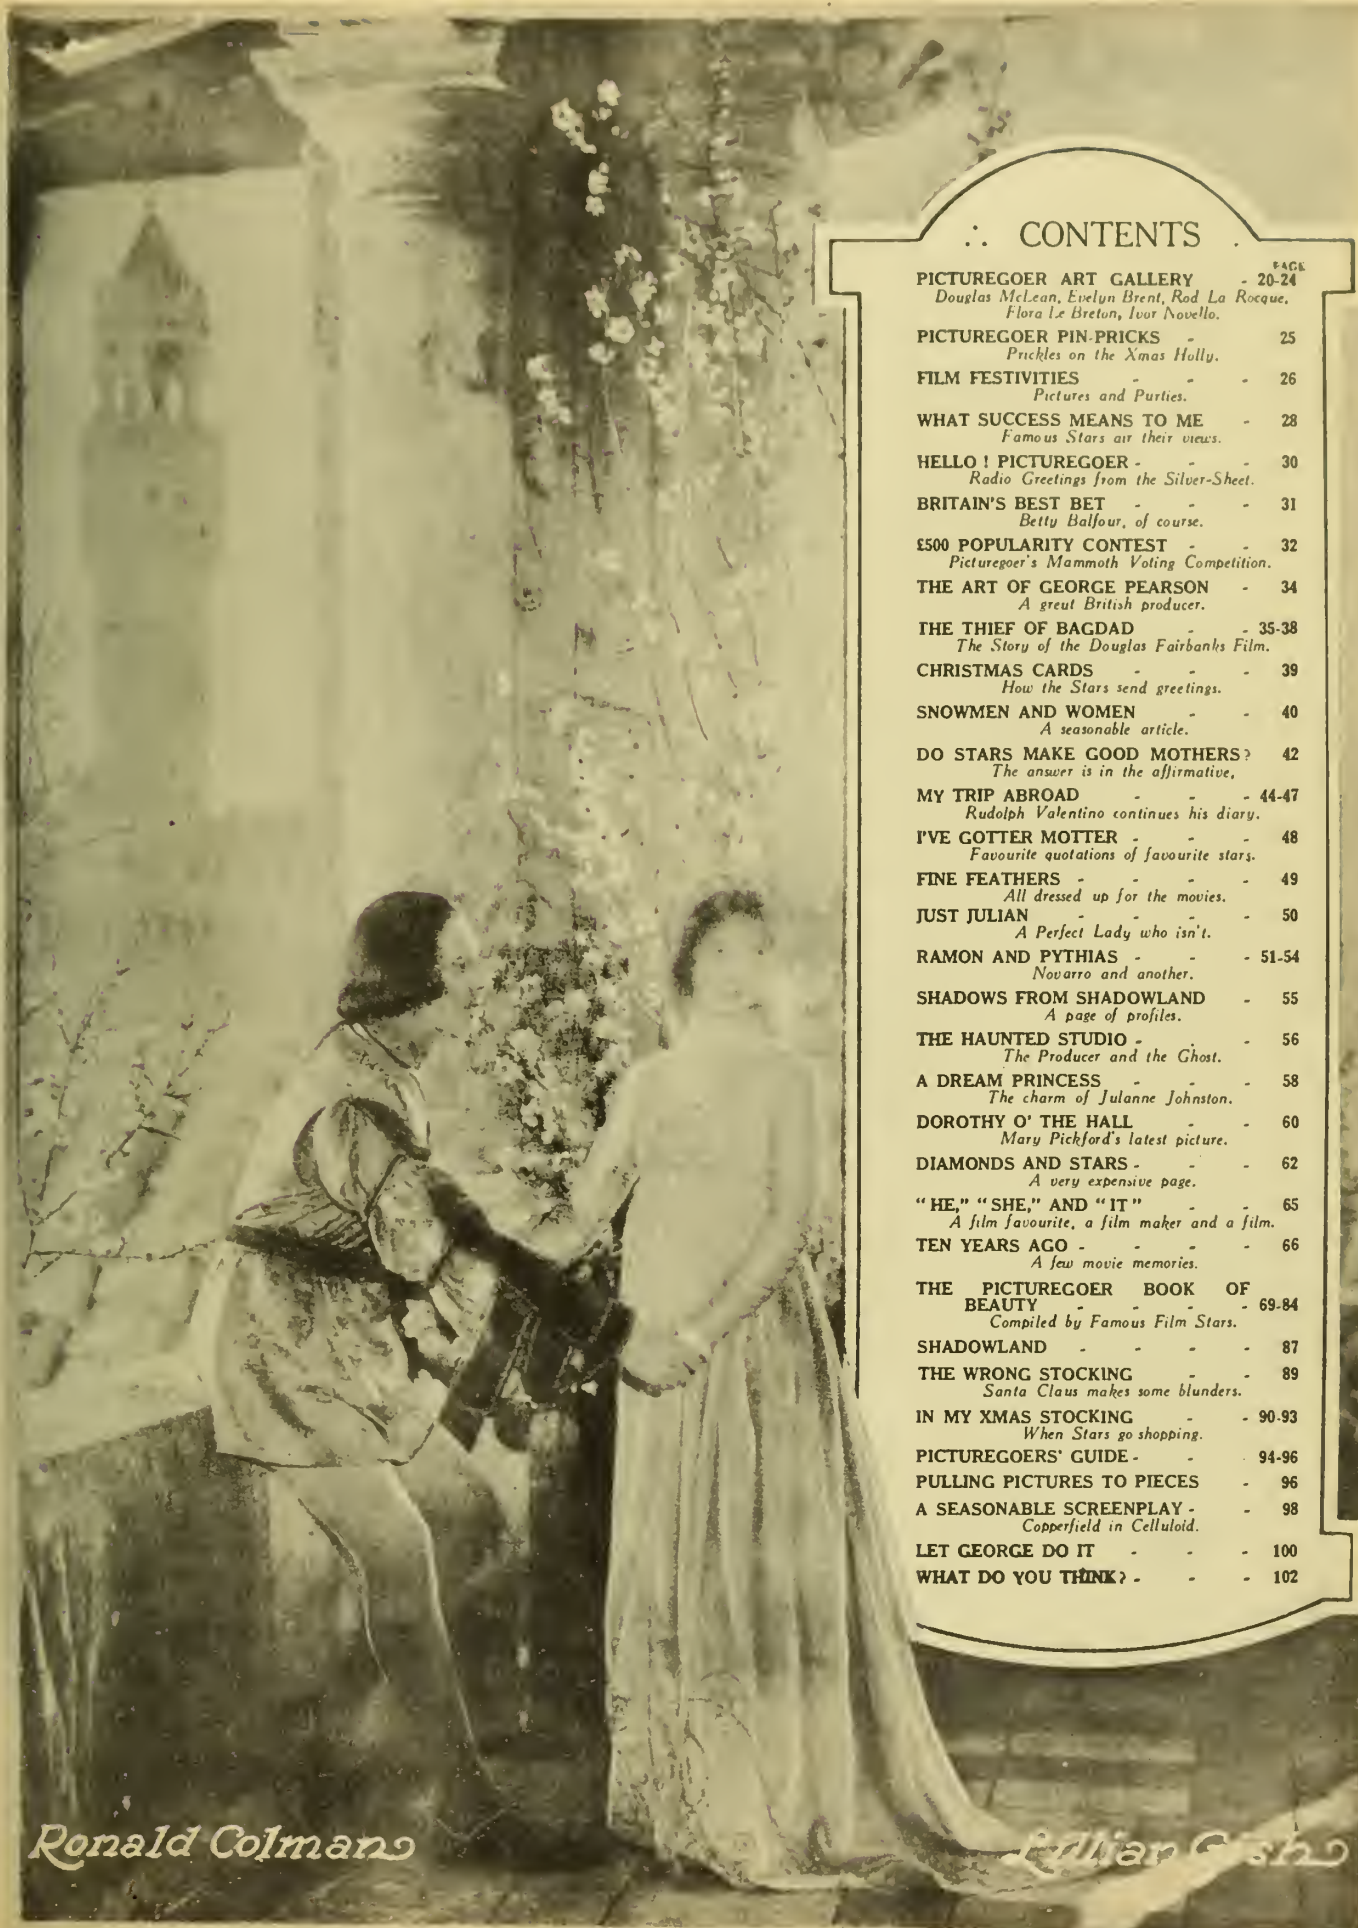 ∴ CONTENTS
PAGE
PICTUREGOER ART GALLERY - 20-24
Douglas McLean, Evelyn Brent, Rod La Rocque,
Flora Le Breton, Ivor Novello.
PICTUREGOER PIN-PRICKS - 25
Prickles on the Xmas Holly.
FILM FESTIVITIES - - - 26
Pictures and Parties.
WHAT SUCCESS MEANS TO ME - 28
Famous Stars air their views.
HELLO ! PICTUREGOER - - - 30
Radio Greetings from the Silver-Sheet.
BRITAIN'S BEST BET - - - 31
Betty Balfour, of course.
£500 POPULARITY CONTEST - - 32
Picturegoer's Mammoth Voting Competition.
THE ART OF GEORGE PEARSON - 34
A great British producer.
THE THIEF OF BAGDAD - - 35-38
The Story of the Douglas Fairbanks Film.
CHRISTMAS CARDS - - - 39
How the Stars send greetings.
SNOWMEN AND WOMEN - - 40
A seasonable article.
DO STARS MAKE GOOD MOTHERS? 42
The answer is in the affirmative,
MY TRIP ABROAD - - - 44-47
Rudolph Valentino continues his diary.
I'VE GOTTER MOTTER - - - 48
Favourite quotations of favourite stars.
FINE FEATHERS - - - - 49
All dressed up for the movies.
JUST JULIAN - - - - 50
A Perfect Lady who isn't.
RAMON AND PYTHIAS - - - 51-54
Novarro and another.
SHADOWS FROM SHADOWLAND - 55
A page of profiles.
THE HAUNTED STUDIO - . - 56
The Producer and the Ghost.
A DREAM PRINCESS - - - 58
The charm of Julanne Johnston.
DOROTHY O' THE HALL - - 60
Mary Pickford's latest picture.
DIAMONDS AND STARS - - - 62
A very expensive page.
"HE," "SHE," AND "IT" - - 65
A film favourite, a film maker and a film.
TEN YEARS AGO - - - - 66
A few movie memories.
THE PICTUREGOER BOOK OF
BEAUTY - - - - 69-84
Compiled by Famous Film Stars.
SHADOWLAND - - - - 87
THE WRONG STOCKING - - 89
Santa Claus makes some blunders.
IN MY XMAS STOCKING - - 90-93
When Stars go shopping.
PICTUREGOERS' GUIDE - - 94-96
PULLING PICTURES TO PIECES - 96
A SEASONABLE SCREENPLAY - - 98
Copperfield in Celluloid.
LET GEORGE DO IT - - - 100
WHAT DO YOU THINK? - - - 102
Ronald Colman
Lillian Gish